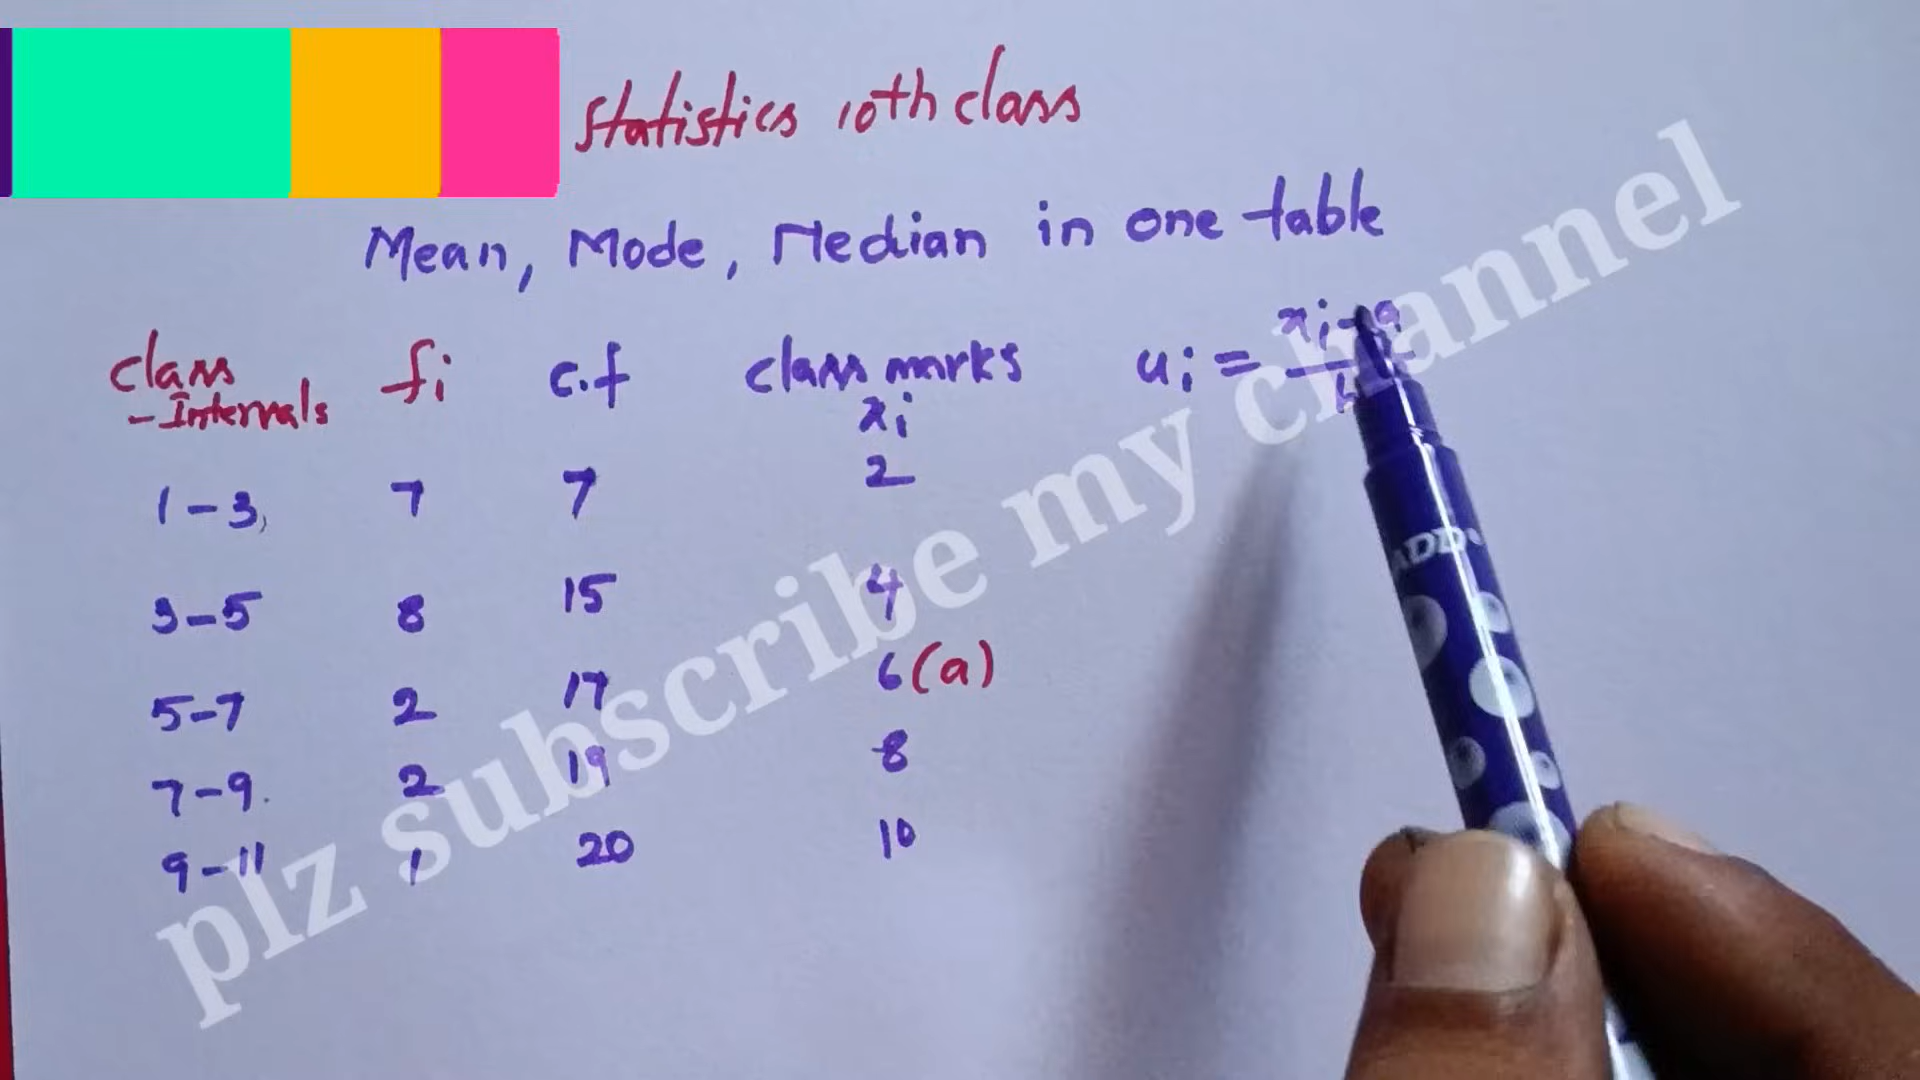 Statistics 10th class
Mean, Mode, Median in one table
class - Intervals fi c.f class marks xi ui = xi-a/h
1-3, 7 7 2
3-5 8 15 4
5-7 2 17 6 (a)
7-9. 2 19 8
9-11 1 20 10
plz subscribe my channel
ADD